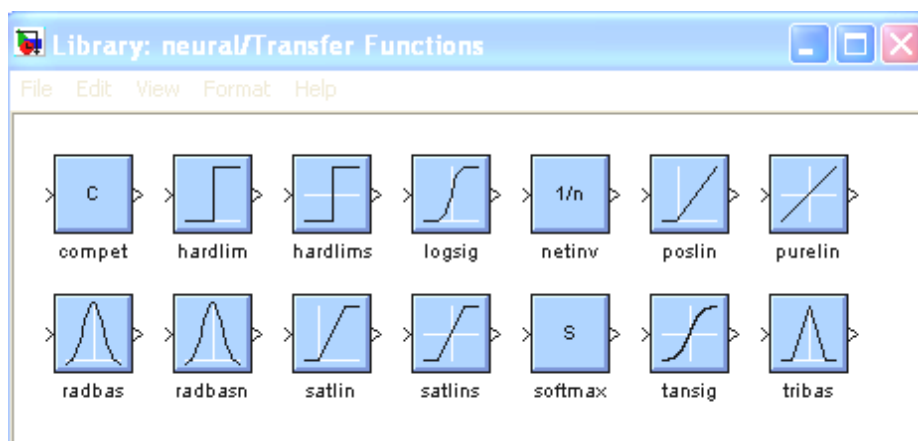 Library: neural/Transfer Functions
File Edit View Format Help
C 1/n
compet hardlim hardlims logsig netinv poslin purelin
S
radbas radbasn satlin satlins softmax tansig tribas